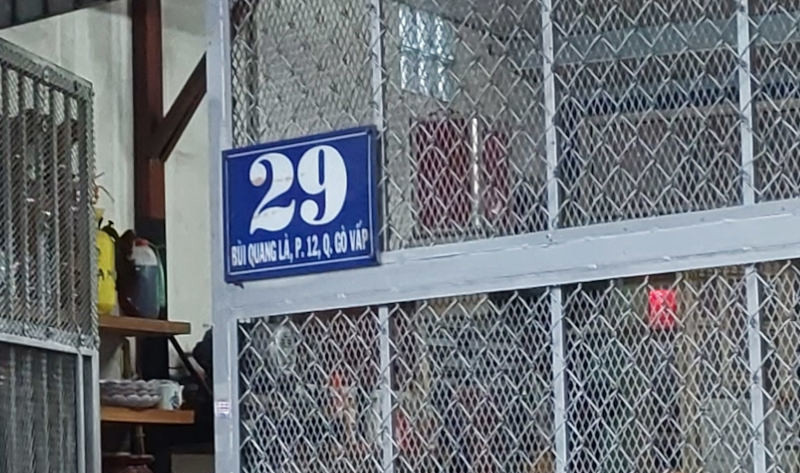 29
BÙI QUANG LÀ, P. 12, Q. GÒ VẤP